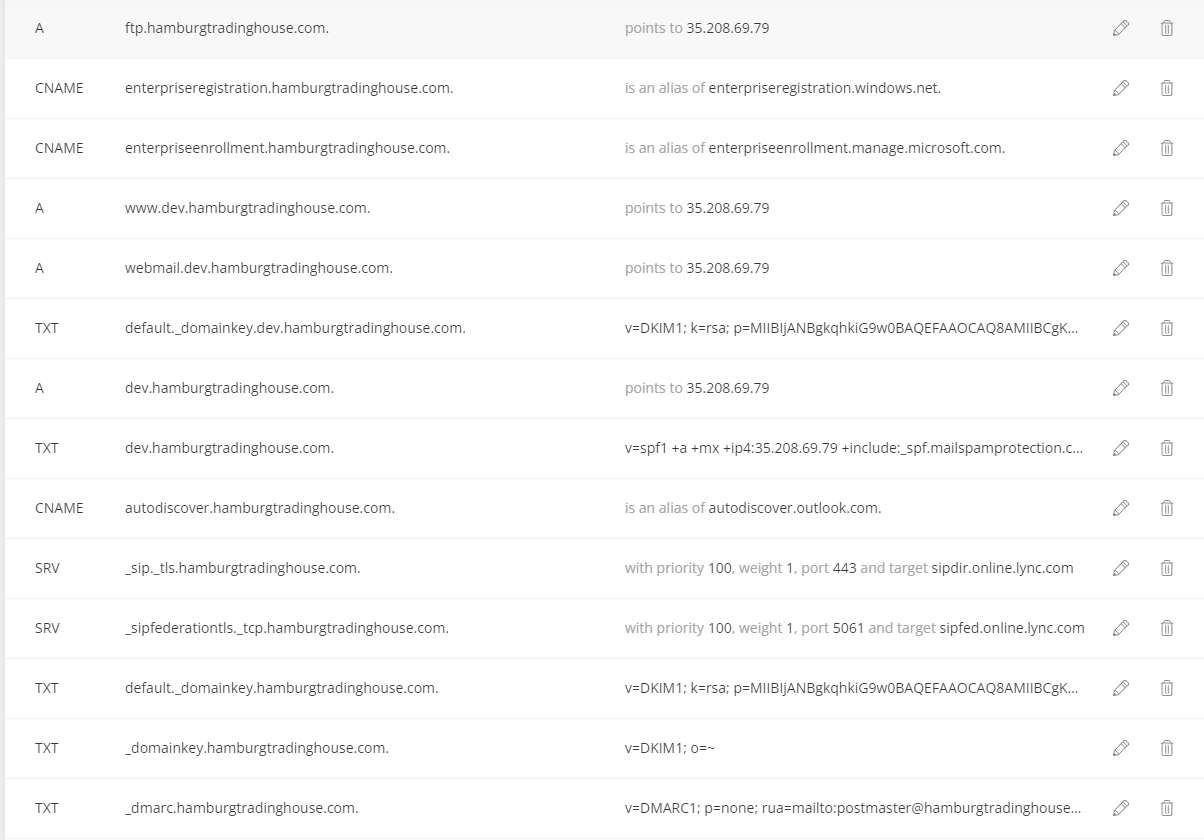 A ftp.hamburgtradinghouse.com. points to 35.208.69.79
CNAME enterpriseregistration.hamburgtradinghouse.com. is an alias of enterpriseregistration.windows.net.
CNAME enterpriseenrollment.hamburgtradinghouse.com. is an alias of enterpriseenrollment.manage.microsoft.com.
A www.dev.hamburgtradinghouse.com. points to 35.208.69.79
A webmail.dev.hamburgtradinghouse.com. points to 35.208.69.79
TXT default._domainkey.dev.hamburgtradinghouse.com. v=DKIM1; k=rsa; p=MIIBIjANBgkqhkiG9w0BAQEFAAOCAQ8AMIIBCgK...
A dev.hamburgtradinghouse.com. points to 35.208.69.79
TXT dev.hamburgtradinghouse.com. v=spf1 +a +mx +ip4:35.208.69.79 +include:_spf.mailspamprotection.c...
CNAME autodiscover.hamburgtradinghouse.com. is an alias of autodiscover.outlook.com.
SRV _sip._tls.hamburgtradinghouse.com. with priority 100, weight 1, port 443 and target sipdir.online.lync.com
SRV _sipfederationtls._tcp.hamburgtradinghouse.com. with priority 100, weight 1, port 5061 and target sipfed.online.lync.com
TXT default._domainkey.hamburgtradinghouse.com. v=DKIM1; k=rsa; p=MIIBIjANBgkqhkiG9w0BAQEFAAOCAQ8AMIIBCgK...
TXT _domainkey.hamburgtradinghouse.com. v=DKIM1; o=~
TXT _dmarc.hamburgtradinghouse.com. v=DMARC1; p=none; rua=mailto:postmaster@hamburgtradinghouse...